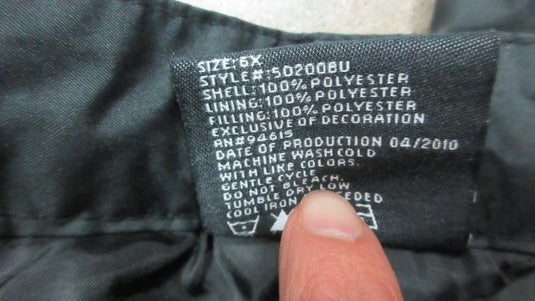 SIZE: 6X
STYLE#: 502008U
SHELL: 100% POLYESTER
LINING: 100% POLYESTER
FILLING: 100% POLYESTER
EXCLUSIVE OF DECORATION
RN#94615
DATE OF PRODUCTION 04/2010
MACHINE WASH COLD
WITH LIKE COLORS.
GENTLE CYCLE
DO NOT BLEACH.
TUMBLE DRY LOW
COOL IRON